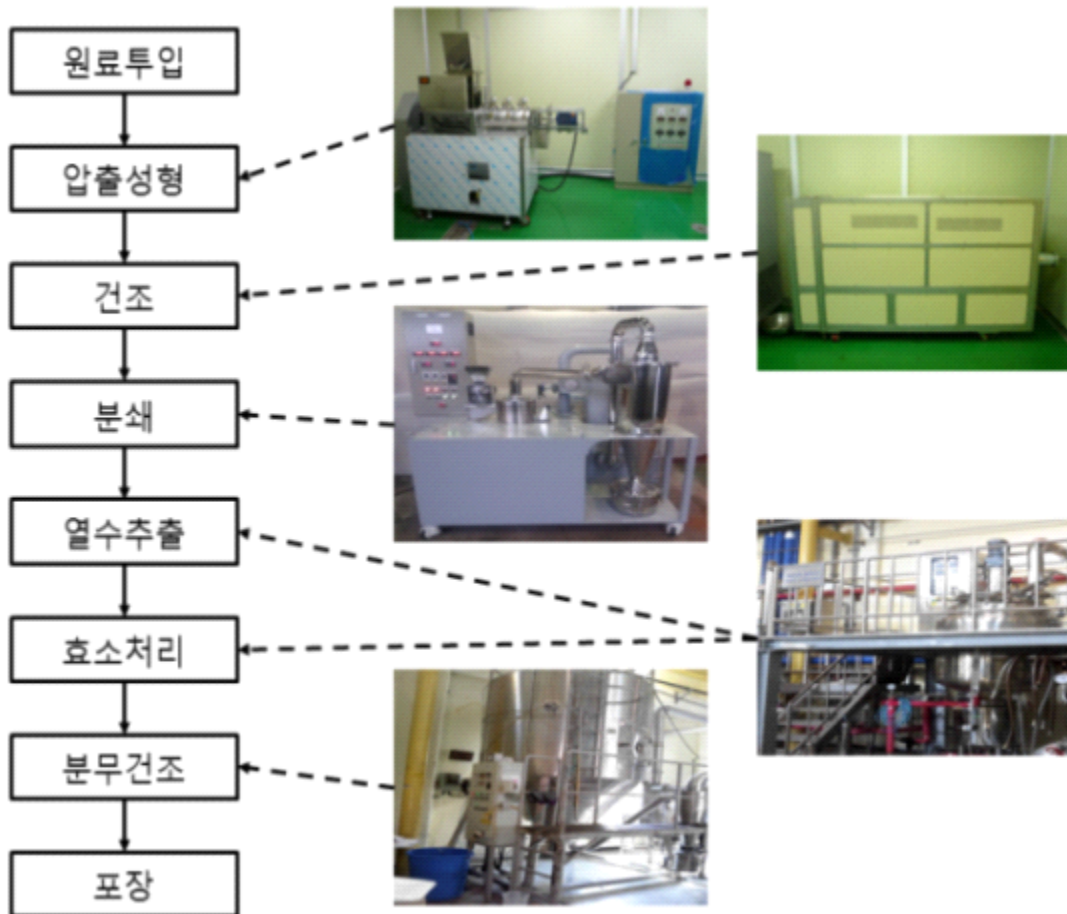 원료투입
압출성형
건조
분쇄
열수추출
효소처리
분무건조
포장